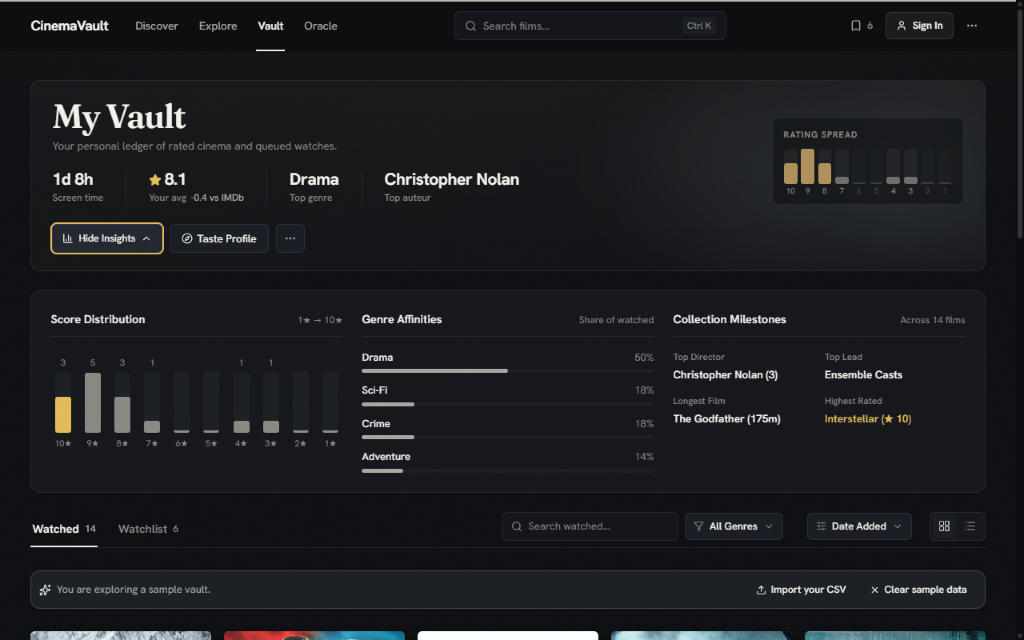 CinemaVault Discover Explore Vault Oracle Search films... Ctrl K 6 Sign In ···
My Vault
Your personal ledger of rated cinema and queued watches.
1d 8h ★ 8.1 Drama Christopher Nolan
Screen time Your avg -0.4 vs IMDb Top genre Top auteur
Hide Insights Taste Profile ···
RATING SPREAD
10 9 8 7 6 5 4 3 2 1
Score Distribution 1★ → 10★
3 5 3 1 1 1
10★ 9★ 8★ 7★ 6★ 5★ 4★ 3★ 2★ 1★
Genre Affinities Share of watched
Drama 50%
Sci-Fi 18%
Crime 18%
Adventure 14%
Collection Milestones Across 14 films
Top Director Top Lead
Christopher Nolan (3) Ensemble Casts
Longest Film Highest Rated
The Godfather (175m) Interstellar (★ 10)
Watched 14 Watchlist 6 Search watched... All Genres Date Added
You are exploring a sample vault. Import your CSV Clear sample data